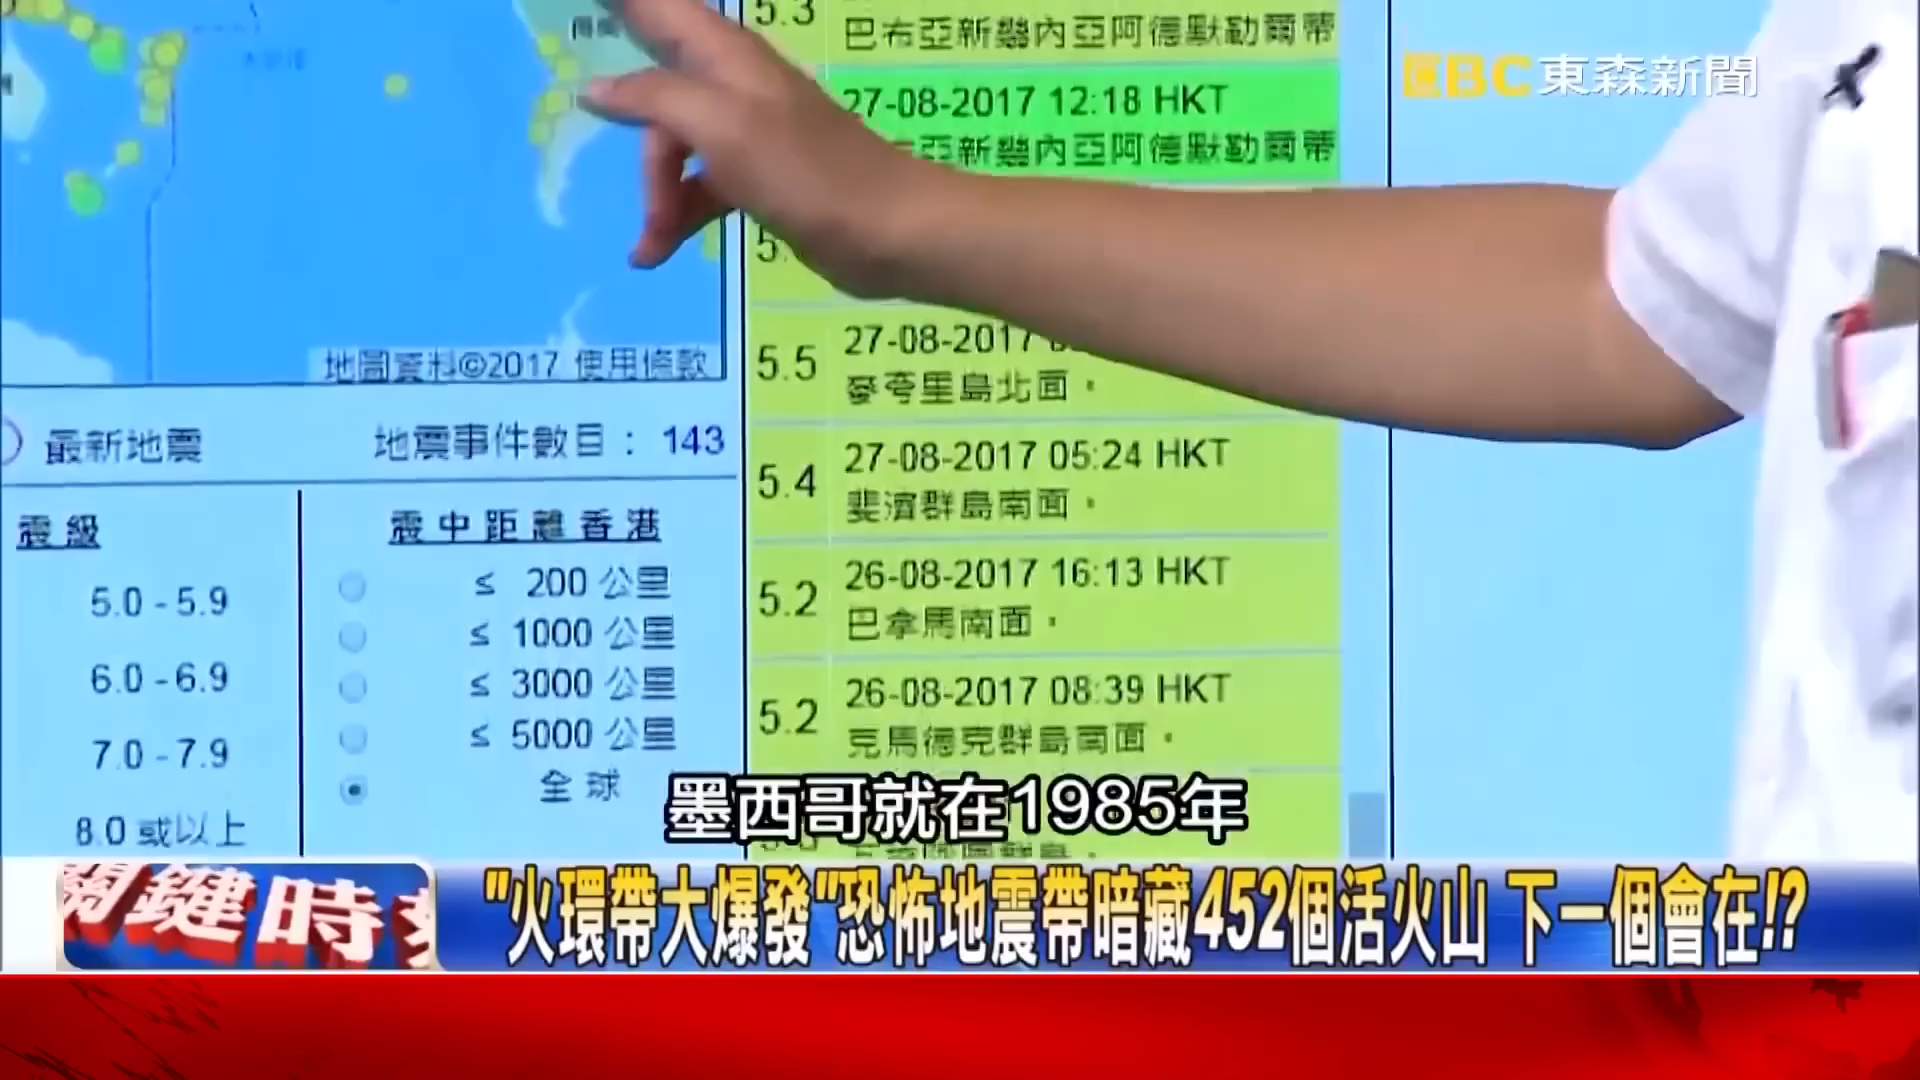 5.3
巴布亞新畿內亞阿德默勒爾蒂
27-08-2017 12:18 HKT
亞新畿內亞阿德默勒爾蒂
EBC東森新聞
地圖資料©2017 使用條款
最新地震 地震事件數目： 143
震級
5.0 - 5.9
6.0 - 6.9
7.0 - 7.9
8.0 或以上
震中距離香港
≤ 200 公里
≤ 1000 公里
≤ 3000 公里
≤ 5000 公里
全球
5.5
27-08-2017
麥夸里島北面。
5.4
27-08-2017 05:24 HKT
斐濟群島南面。
5.2
26-08-2017 16:13 HKT
巴拿馬南面。
5.2
26-08-2017 08:39 HKT
克馬德克群島南面。
墨西哥就在1985年
關鍵時
"火環帶大爆發"恐怖地震帶暗藏452個活火山 下一個會在!?